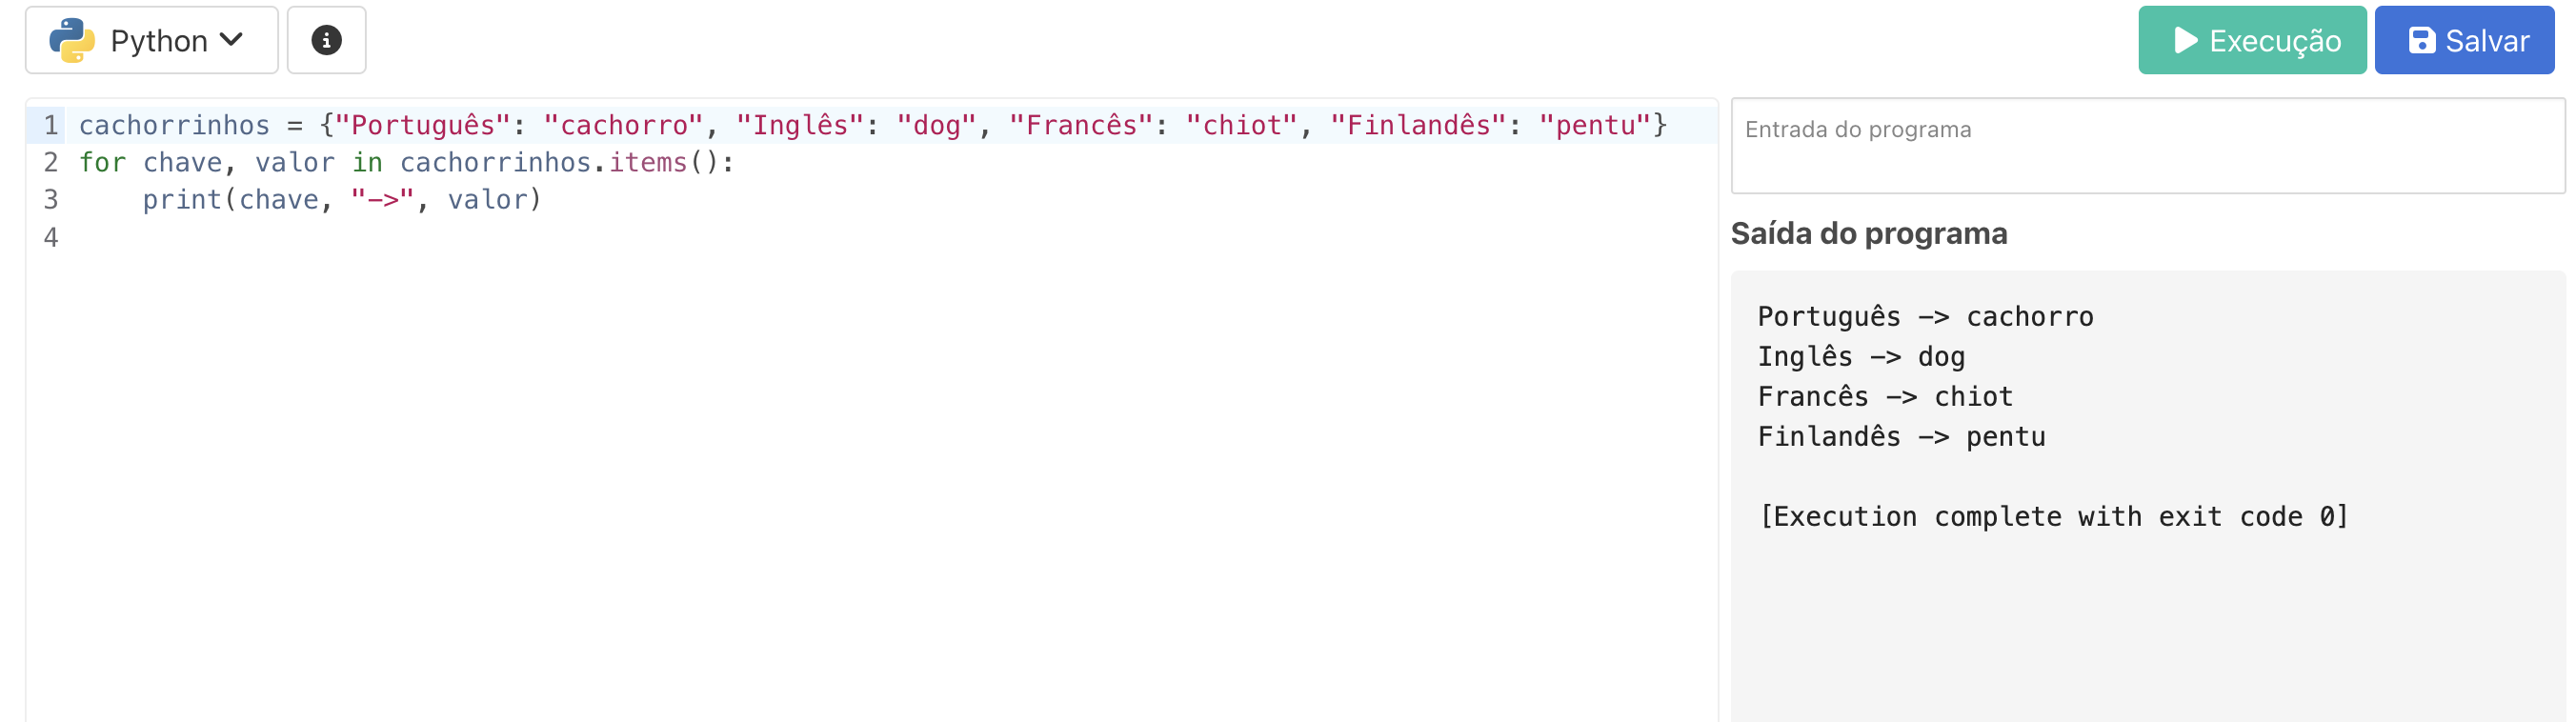 Python
Execução
Salvar
1 cachorrinhos = {"Português": "cachorro", "Inglês": "dog", "Francês": "chiot", "Finlandês": "pentu"}
2 for chave, valor in cachorrinhos.items():
3     print(chave, "->", valor)
4
Entrada do programa
Saída do programa
Português -> cachorro
Inglês -> dog
Francês -> chiot
Finlandês -> pentu
[Execution complete with exit code 0]